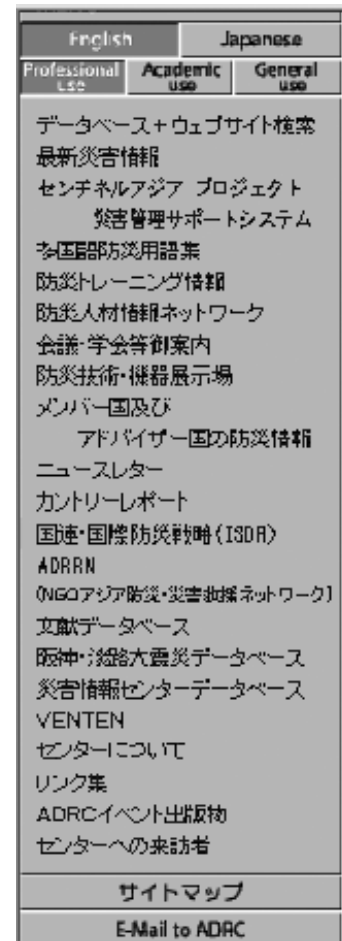 English Japanese
Professional use Academic use General use
データベース+ウェブサイト検索
最新災害情報
センチネルアジア プロジェクト
災害管理サポートシステム
多国語防災用語集
防災トレーニング情報
防災人材情報ネットワーク
会議・学会等御案内
防災技術・機器展示場
メンバー国及び
アドバイザー国の防災情報
ニュースレター
カントリーレポート
国連・国際防災戦略(ISDR)
ADRRN
(NGOアジア防災・災害救援ネットワーク)
文献データベース
阪神・淡路大震災データベース
災害情報センターデータベース
VENTEN
センターについて
リンク集
ADRCイベント出版物
センターへの来訪者
サイトマップ
E-Mail to ADRC